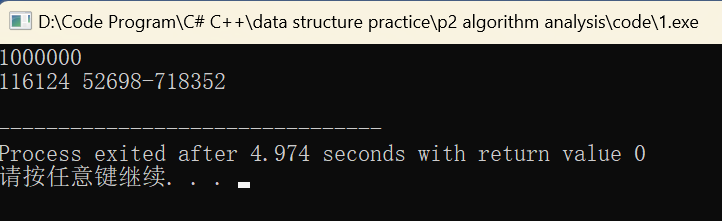 D:\Code Program\C# C++\data structure practice\p2 algorithm analysis\code\1.exe
1000000
116124 52698-718352
--------------------------------
Process exited after 4.974 seconds with return value 0
请按任意键继续. . .